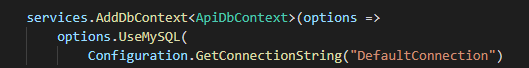 services.AddDbContext<ApiDbContext>(options =>
options.UseMySQL(
Configuration.GetConnectionString("DefaultConnection")